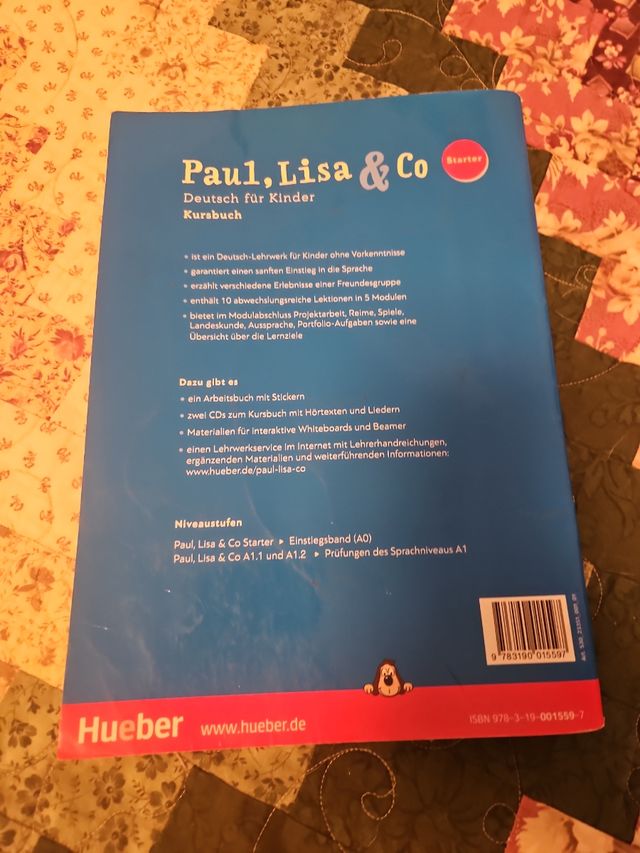 Paul, Lisa & Co
Starter
Deutsch für Kinder
Kursbuch
• ist ein Deutsch-Lehrwerk für Kinder ohne Vorkenntnisse
• garantiert einen sanften Einstieg in die Sprache
• erzählt verschiedene Erlebnisse einer Freundesgruppe
• enthält 10 abwechslungsreiche Lektionen in 5 Modulen
• bietet im Modulabschluss Projektarbeit, Reime, Spiele,
Landeskunde, Aussprache, Portfolio-Aufgaben sowie eine
Übersicht über die Lernziele
Dazu gibt es
• ein Arbeitsbuch mit Stickern
• zwei CDs zum Kursbuch mit Hörtexten und Liedern
• Materialien für interaktive Whiteboards und Beamer
• einen Lehrwerkservice im Internet mit Lehrerhandreichungen,
ergänzenden Materialien und weiterführenden Informationen:
www.hueber.de/paul-lisa-co
Niveaustufen
Paul, Lisa & Co Starter ▸ Einstiegsband (A0)
Paul, Lisa & Co A1.1 und A1.2 ▸ Prüfungen des Sprachniveaus A1
9 783190 015597
Hueber
www.hueber.de
ISBN 978-3-19-001559-7